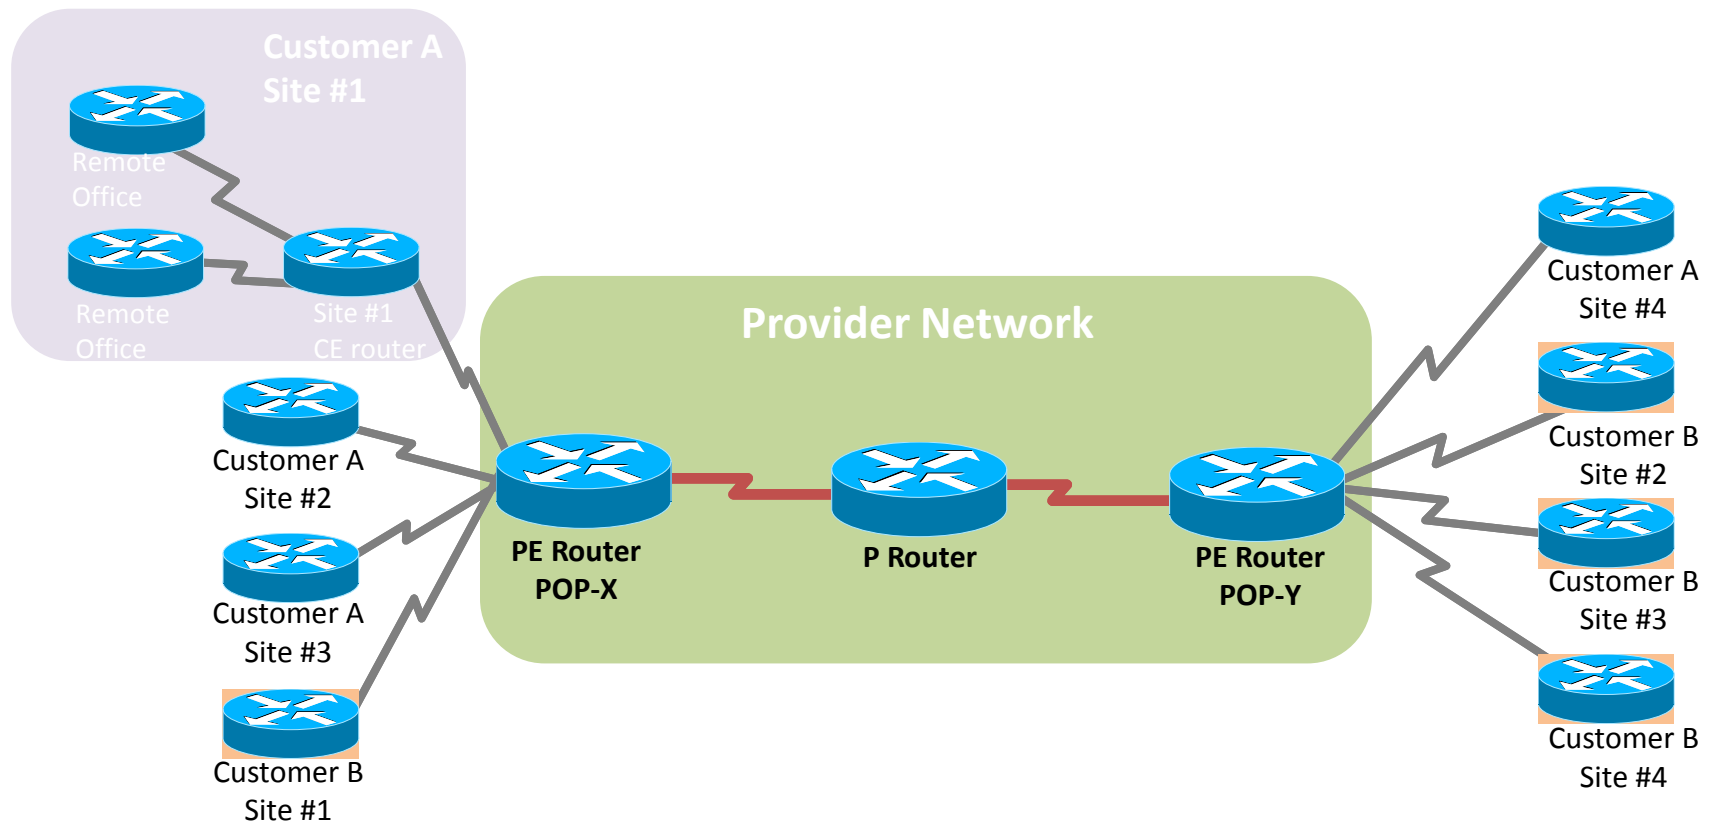 Customer A
Site #1
Remote
Office
Remote
Office
Site #1
CE router
Customer A
Site #2
Customer A
Site #3
Customer B
Site #1
Provider Network
PE Router
POP-X
P Router
PE Router
POP-Y
Customer A
Site #4
Customer B
Site #2
Customer B
Site #3
Customer B
Site #4